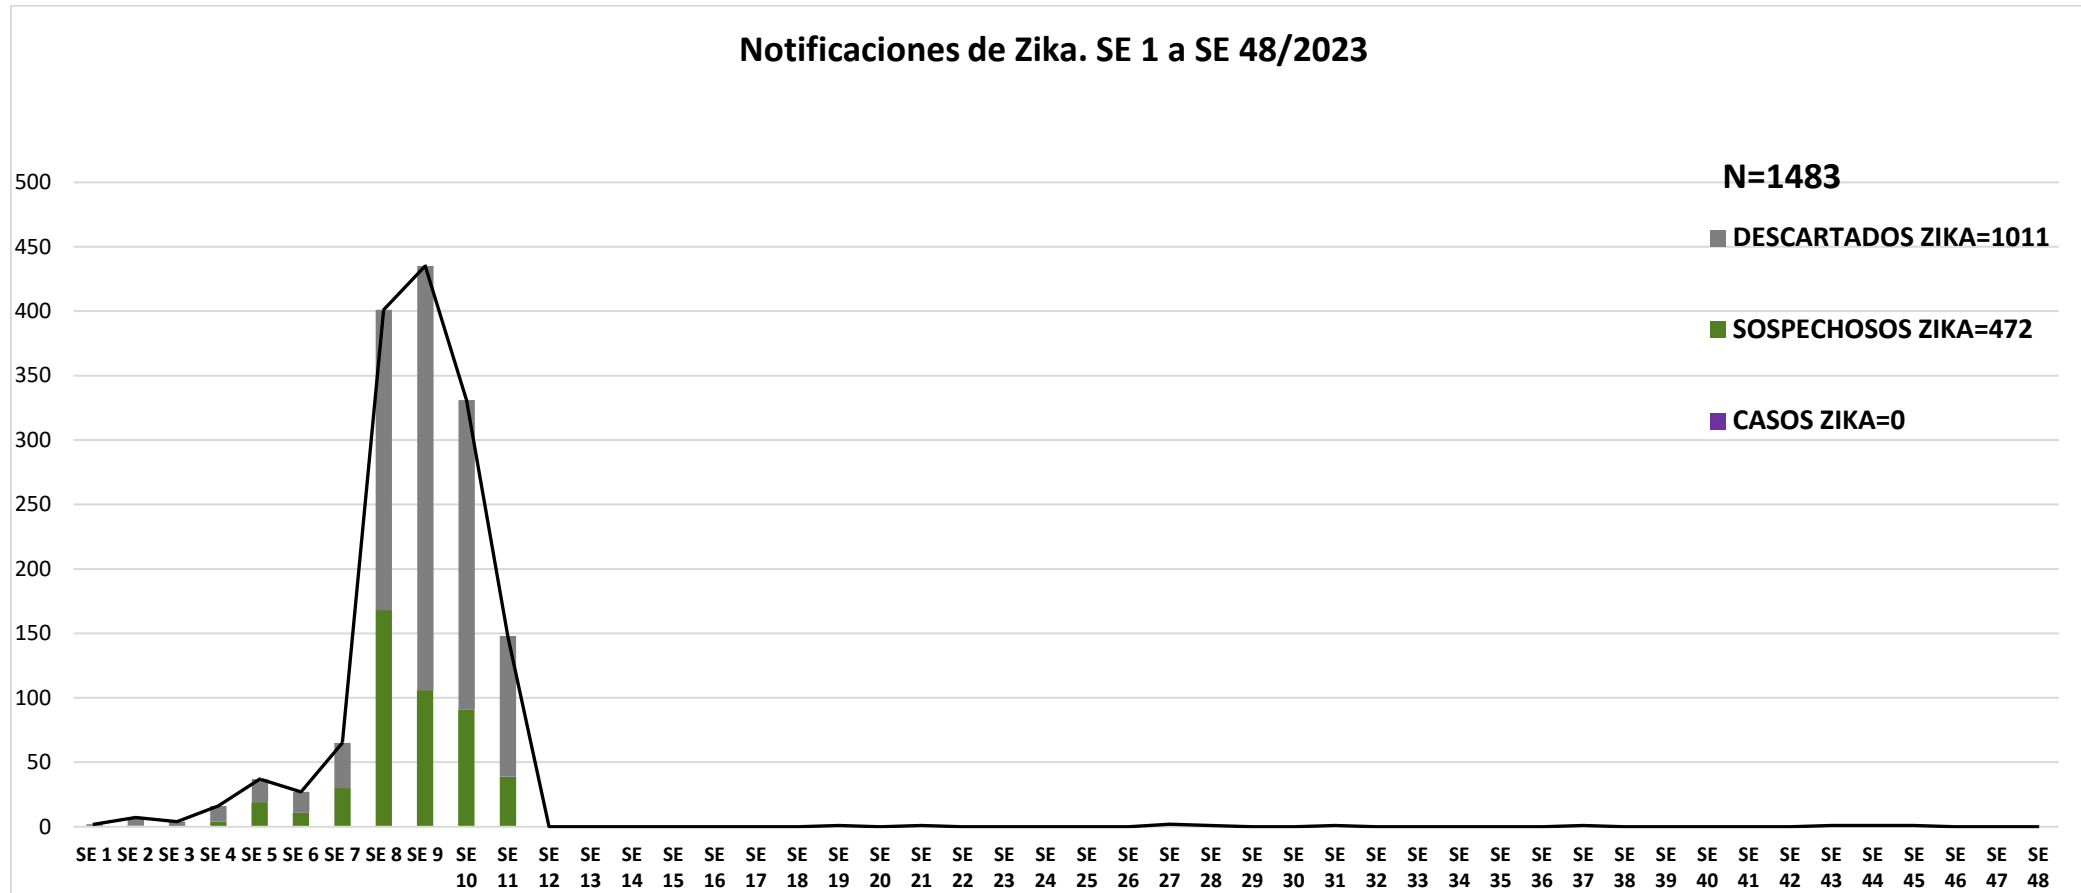 Notificaciones de Zika. SE 1 a SE 48/2023
N=1483
DESCARTADOS ZIKA=1011
SOSPECHOSOS ZIKA=472
CASOS ZIKA=0
500
450
400
350
300
250
200
150
100
50
0
SE 1 SE 2 SE 3 SE 4 SE 5 SE 6 SE 7 SE 8 SE 9 SE SE SE SE SE SE SE SE SE SE SE SE SE SE SE SE SE SE SE SE SE SE SE SE SE SE SE SE SE SE SE SE SE SE SE SE SE SE SE
10 11 12 13 14 15 16 17 18 19 20 21 22 23 24 25 26 27 28 29 30 31 32 33 34 35 36 37 38 39 40 41 42 43 44 45 46 47 48